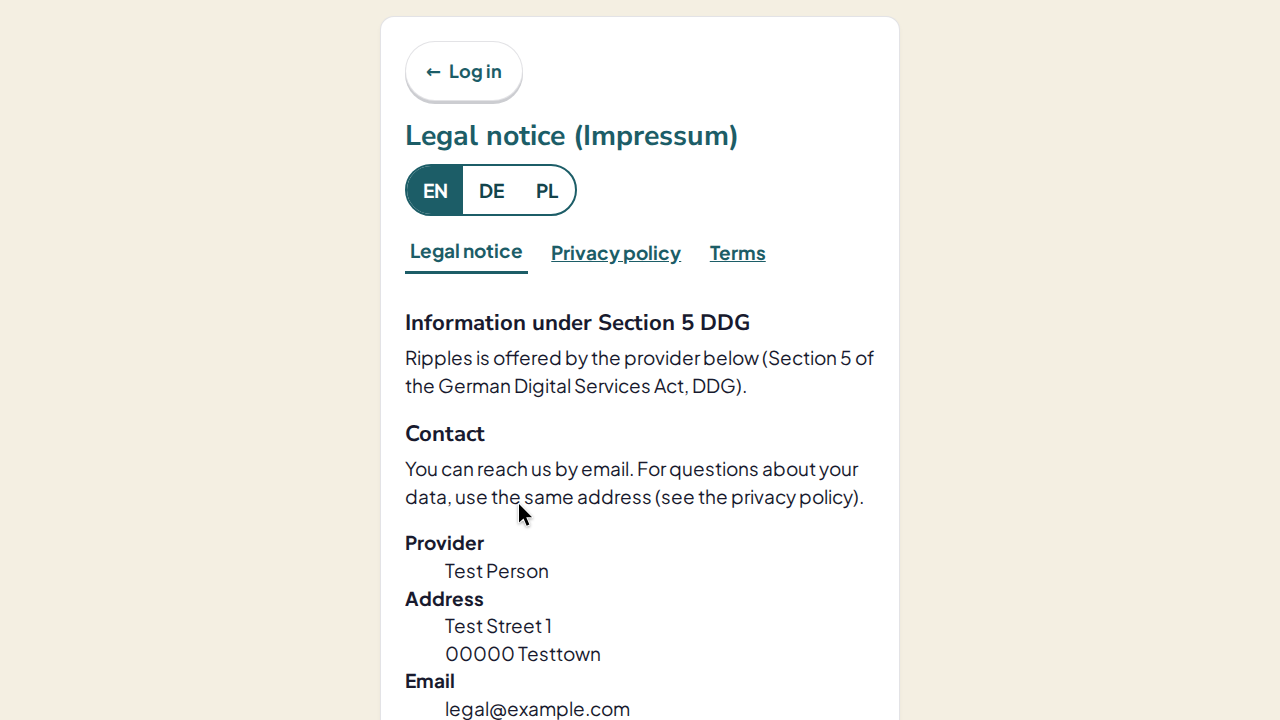 ← Log in
Legal notice (Impressum)
EN DE PL
Legal notice Privacy policy Terms
Information under Section 5 DDG
Ripples is offered by the provider below (Section 5 of
the German Digital Services Act, DDG).
Contact
You can reach us by email. For questions about your
data, use the same address (see the privacy policy).
Provider
Test Person
Address
Test Street 1
00000 Testtown
Email
legal@example.com